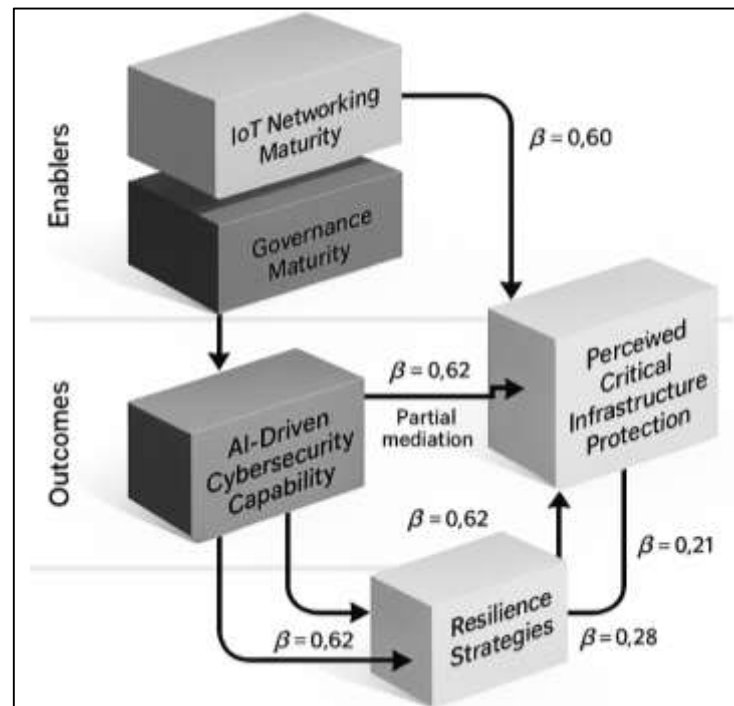 Enablers
IoT Networking
Maturity
β = 0,60
Governance
Maturity
Outcomes
AI-Driven
Cybersecurity
Capability
β = 0,62
Partial
mediation
Percewed
Critical
Infrastructure
Protection
β = 0,62
β = 0,21
β = 0,62
Resilience
Strategies
β = 0,28